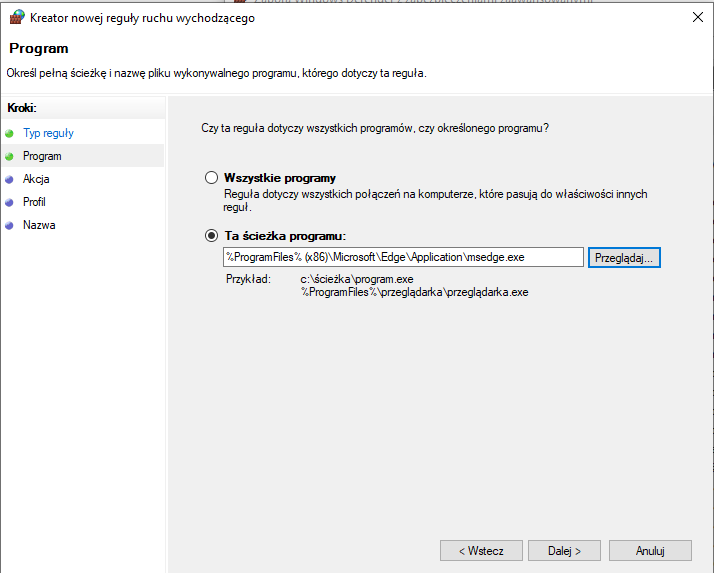 Kreator nowej reguły ruchu wychodzącego
Program
Określ pełną ścieżkę i nazwę pliku wykonywalnego programu, którego dotyczy ta reguła.
Kroki:
Typ reguły
Program
Akcja
Profil
Nazwa
Czy ta reguła dotyczy wszystkich programów, czy określonego programu?
Wszystkie programy
Reguła dotyczy wszystkich połączeń na komputerze, które pasują do właściwości innych
reguł.
Ta ścieżka programu:
%ProgramFiles% (x86)\Microsoft\Edge\Application\msedge.exe
Przeglądaj...
Przykład: c:\ścieżka\program.exe
%ProgramFiles%\przeglądarka\przeglądarka.exe
< Wstecz Dalej > Anuluj